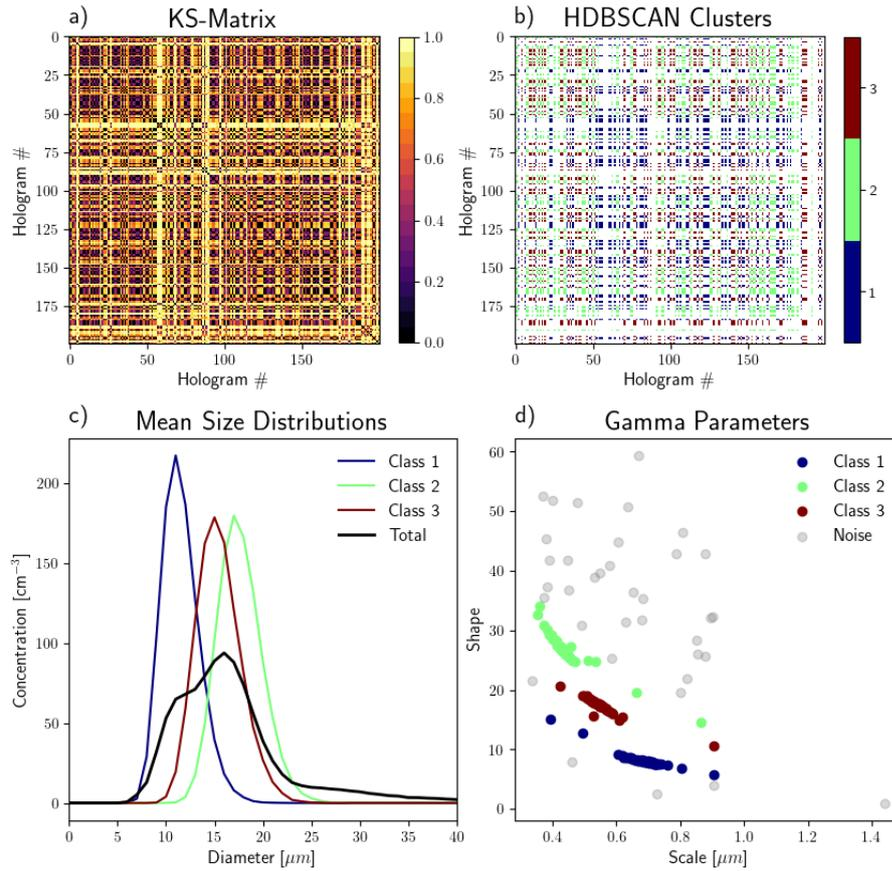 a) KS-Matrix
0
25
50
75
100
125
150
175
Hologram #
0 50 100 150
Hologram #
1.0
0.8
0.6
0.4
0.2
0.0
b) HDBSCAN Clusters
0
25
50
75
100
125
150
175
Hologram #
0 50 100 150
Hologram #
3
2
1
c) Mean Size Distributions
200
150
100
50
0
Concentration [cm⁻³]
0 5 10 15 20 25 30 35 40
Diameter [μm]
Class 1
Class 2
Class 3
Total
d) Gamma Parameters
60
50
40
30
20
10
0
Shape
0.4 0.6 0.8 1.0 1.2 1.4
Scale [μm]
Class 1
Class 2
Class 3
Noise